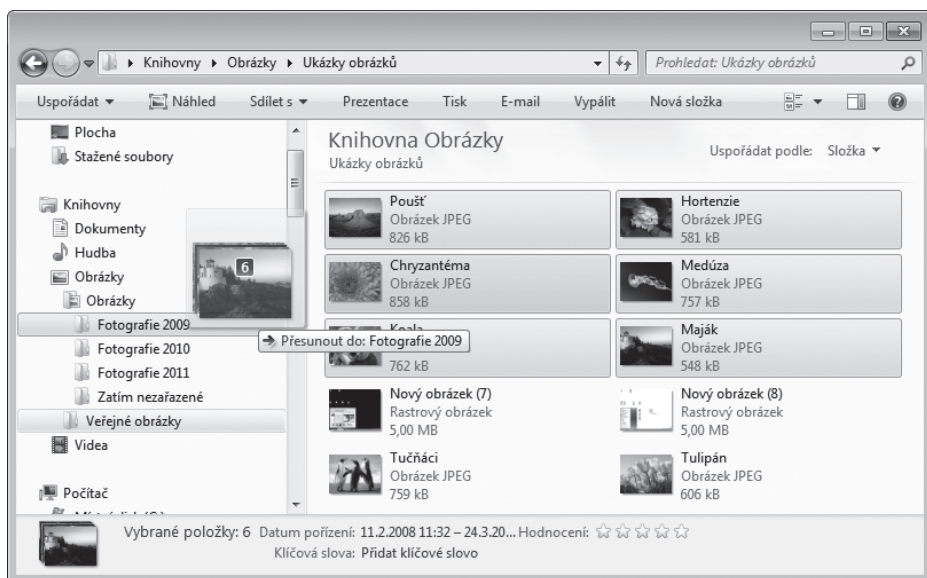 Knihovny Obrázky Ukázky obrázků
Prohledat: Ukázky obrázků
Uspořádat Náhled Sdílet s Prezentace Tisk E-mail Vypálit Nová složka
Plocha
Stažené soubory
Knihovny
Dokumenty
Hudba
Obrázky
Obrázky
Fotografie 2009
Fotografie 2010
Fotografie 2011
Zatím nezařazené
Veřejné obrázky
Videa
Počítač
6
Přesunout do: Fotografie 2009
Knihovna Obrázky
Ukázky obrázků
Uspořádat podle: Složka
Poušť
Obrázek JPEG
826 kB
Hortenzie
Obrázek JPEG
581 kB
Chryzantéma
Obrázek JPEG
858 kB
Medúza
Obrázek JPEG
757 kB
Koala
762 kB
Maják
Obrázek JPEG
548 kB
Nový obrázek (7)
Rastrový obrázek
5,00 MB
Nový obrázek (8)
Rastrový obrázek
5,00 MB
Tučňáci
Obrázek JPEG
759 kB
Tulipán
Obrázek JPEG
606 kB
Vybrané položky: 6 Datum pořízení: 11.2.2008 11:32 – 24.3.20... Hodnocení:
Klíčová slova: Přidat klíčové slovo